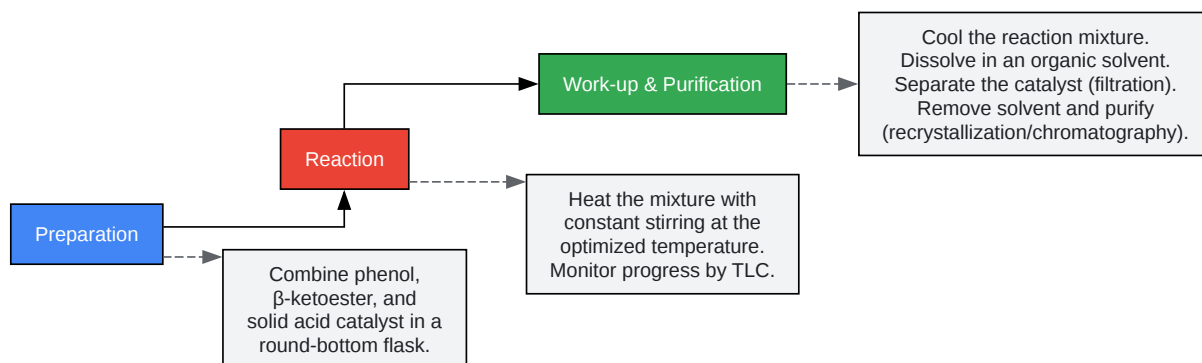 Preparation
Combine phenol,
β-ketoester, and
solid acid catalyst in a
round-bottom flask.
Reaction
Heat the mixture with
constant stirring at the
optimized temperature.
Monitor progress by TLC.
Work-up & Purification
Cool the reaction mixture.
Dissolve in an organic solvent.
Separate the catalyst (filtration).
Remove solvent and purify
(recrystallization/chromatography).